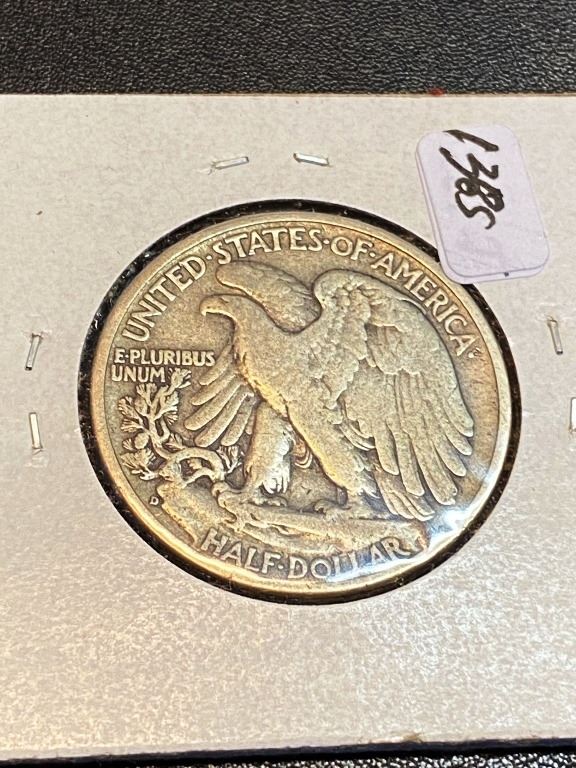 1385
UNITED·STATES·OF·AMERICA
E·PLURIBUS
UNUM
D
HALF·DOLLAR